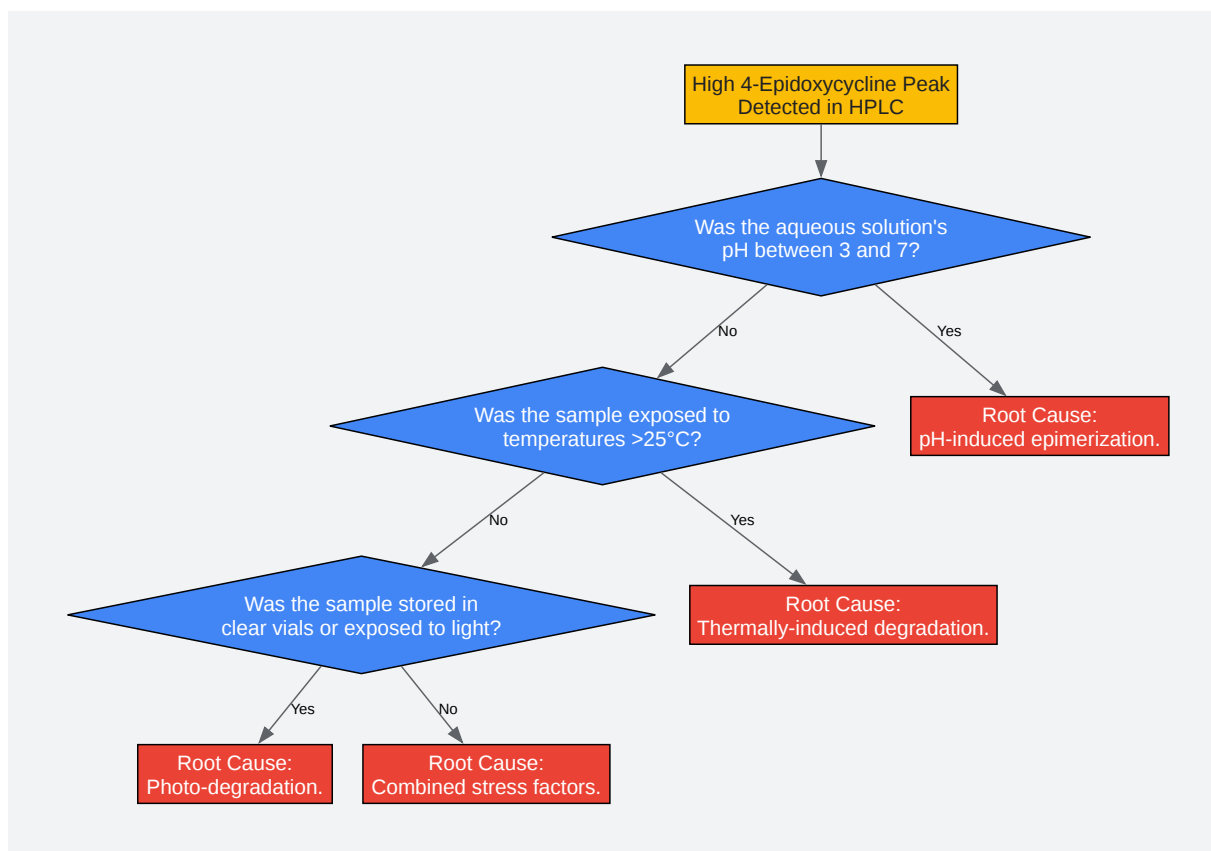 High 4-Epidoxycycline Peak
Detected in HPLC
Was the aqueous solution's
pH between 3 and 7?
No
Yes
Was the sample exposed to
temperatures >25°C?
Root Cause:
pH-induced epimerization.
No
Yes
Was the sample stored in
clear vials or exposed to light?
Root Cause:
Thermally-induced degradation.
Yes
No
Root Cause:
Photo-degradation.
Root Cause:
Combined stress factors.